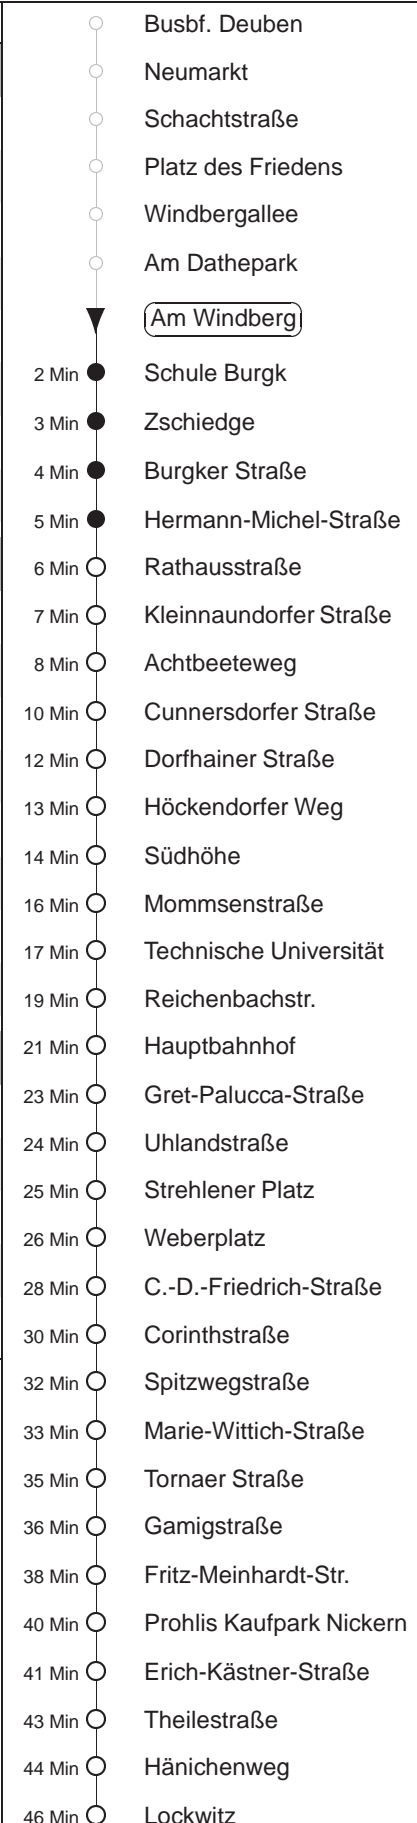 Busbf. Deuben
Neumarkt
Schachtstraße
Platz des Friedens
Windbergallee
Am Dathepark
Am Windberg
2 Min Schule Burgk
3 Min Zschiedge
4 Min Burgker Straße
5 Min Hermann-Michel-Straße
6 Min Rathausstraße
7 Min Kleinnaundorfer Straße
8 Min Achtbeeteweg
10 Min Cunnersdorfer Straße
12 Min Dorfhainer Straße
13 Min Höckendorfer Weg
14 Min Südhöhe
16 Min Mommsenstraße
17 Min Technische Universität
19 Min Reichenbachstr.
21 Min Hauptbahnhof
23 Min Gret-Palucca-Straße
24 Min Uhlandstraße
25 Min Strehlener Platz
26 Min Weberplatz
28 Min C.-D.-Friedrich-Straße
30 Min Corinthstraße
32 Min Spitzwegstraße
33 Min Marie-Wittich-Straße
35 Min Tornaer Straße
36 Min Gamigstraße
38 Min Fritz-Meinhardt-Str.
40 Min Prohlis Kaufpark Nickern
41 Min Erich-Kästner-Straße
43 Min Theilestraße
44 Min Hänichenweg
46 Min Lockwitz